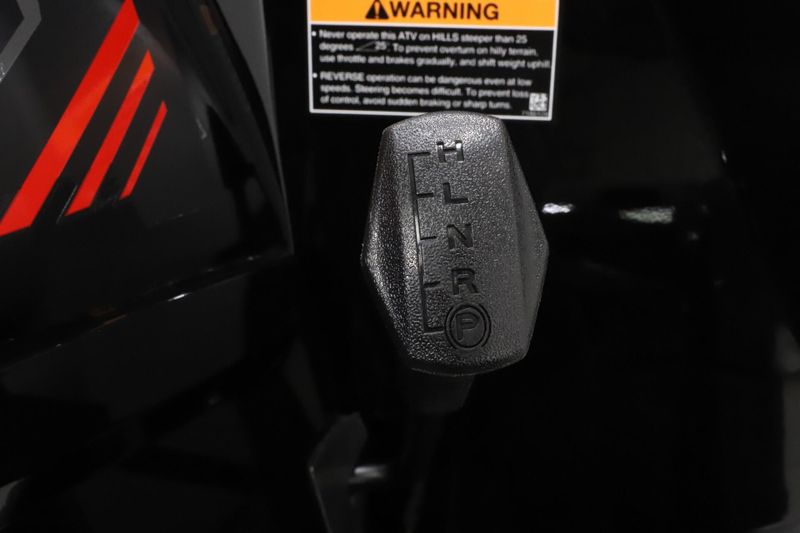 WARNING
• Never operate this ATV on HILLS steeper than 25
degrees 25°. To prevent overturn on hilly terrain,
use throttle and brakes gradually, and shift weight uphill.
• REVERSE operation can be dangerous even at low
speeds. Steering becomes difficult. To prevent loss
of control, avoid sudden braking or sharp turns.
H
L
N
R
P